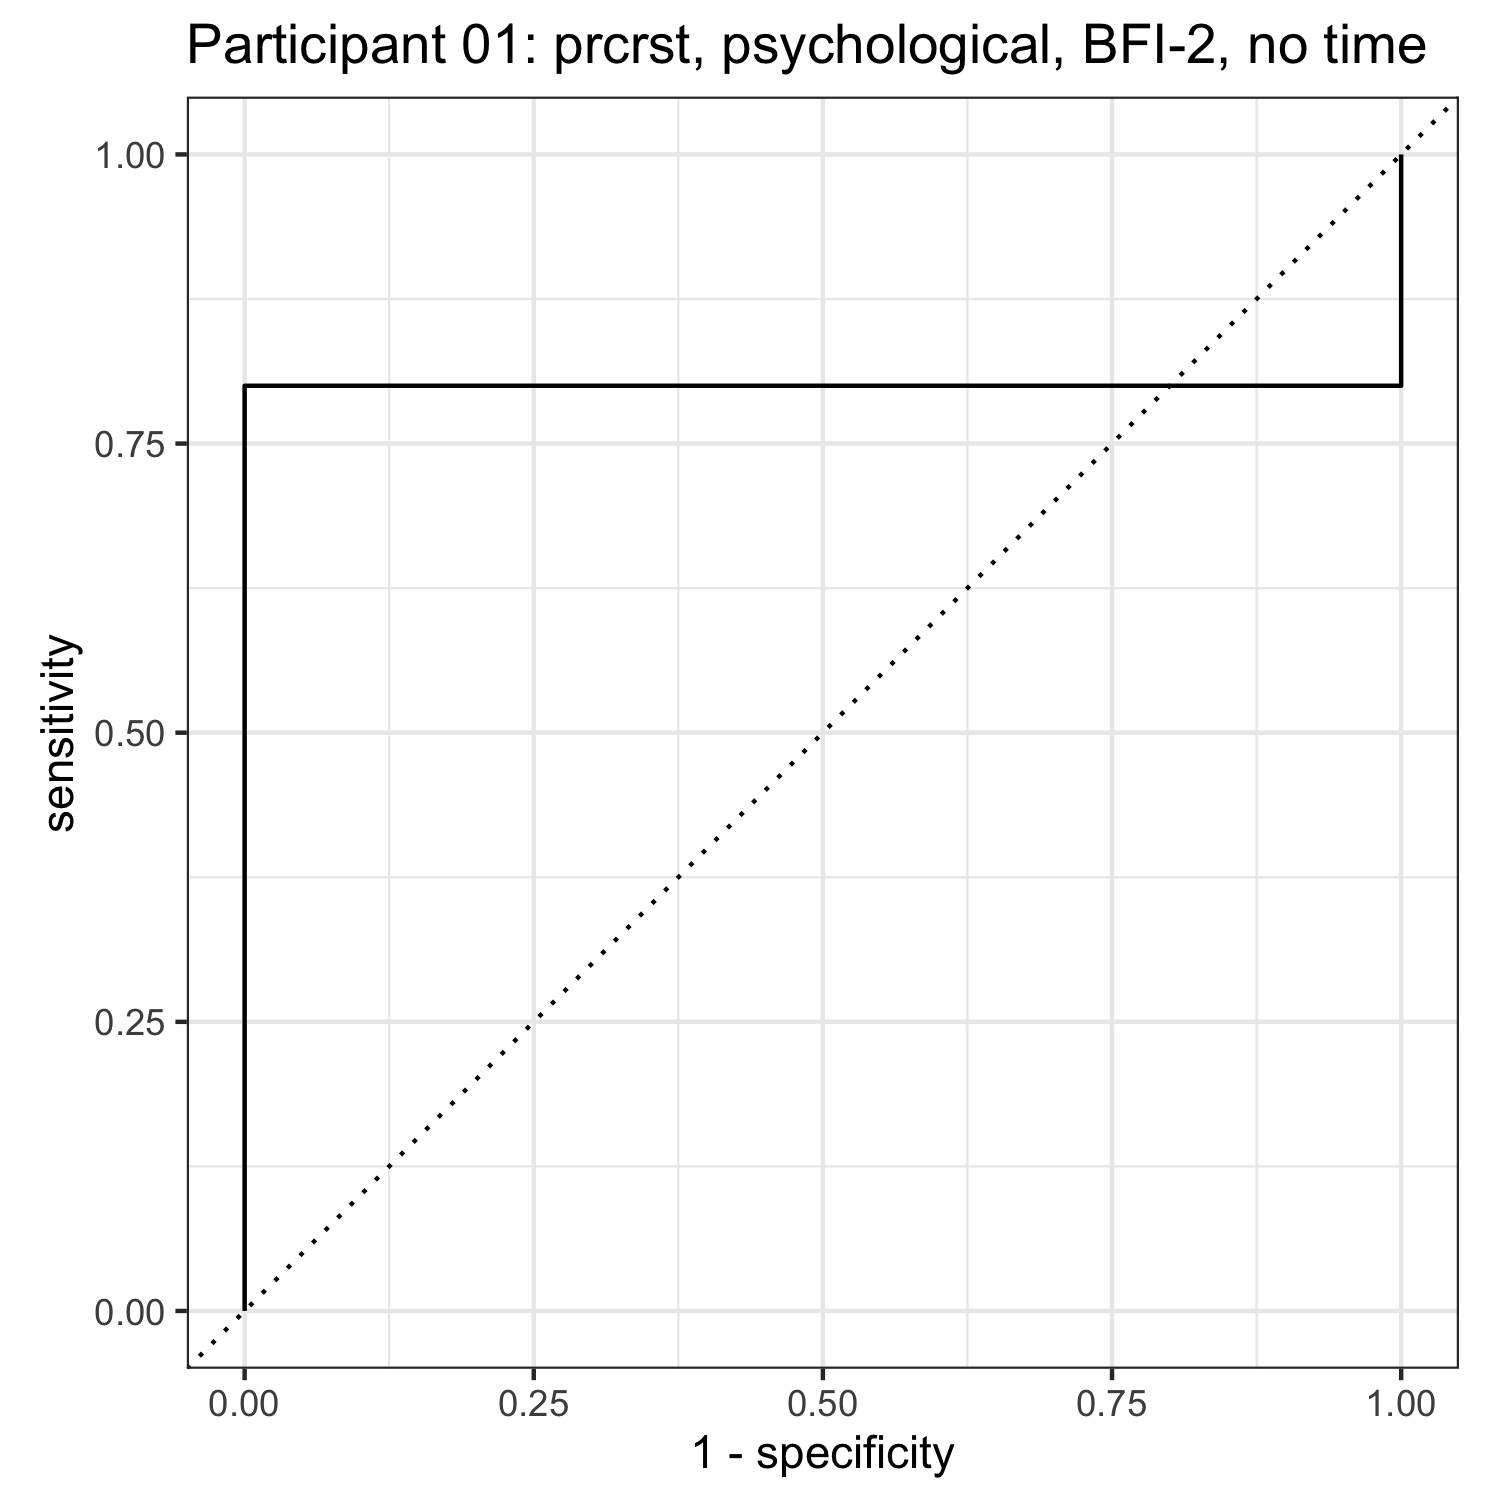 Participant 01: prcrst, psychological, BFI-2, no time
sensitivity
1.00
0.75
0.50
0.25
0.00
0.00 0.25 0.50 0.75 1.00
1 - specificity